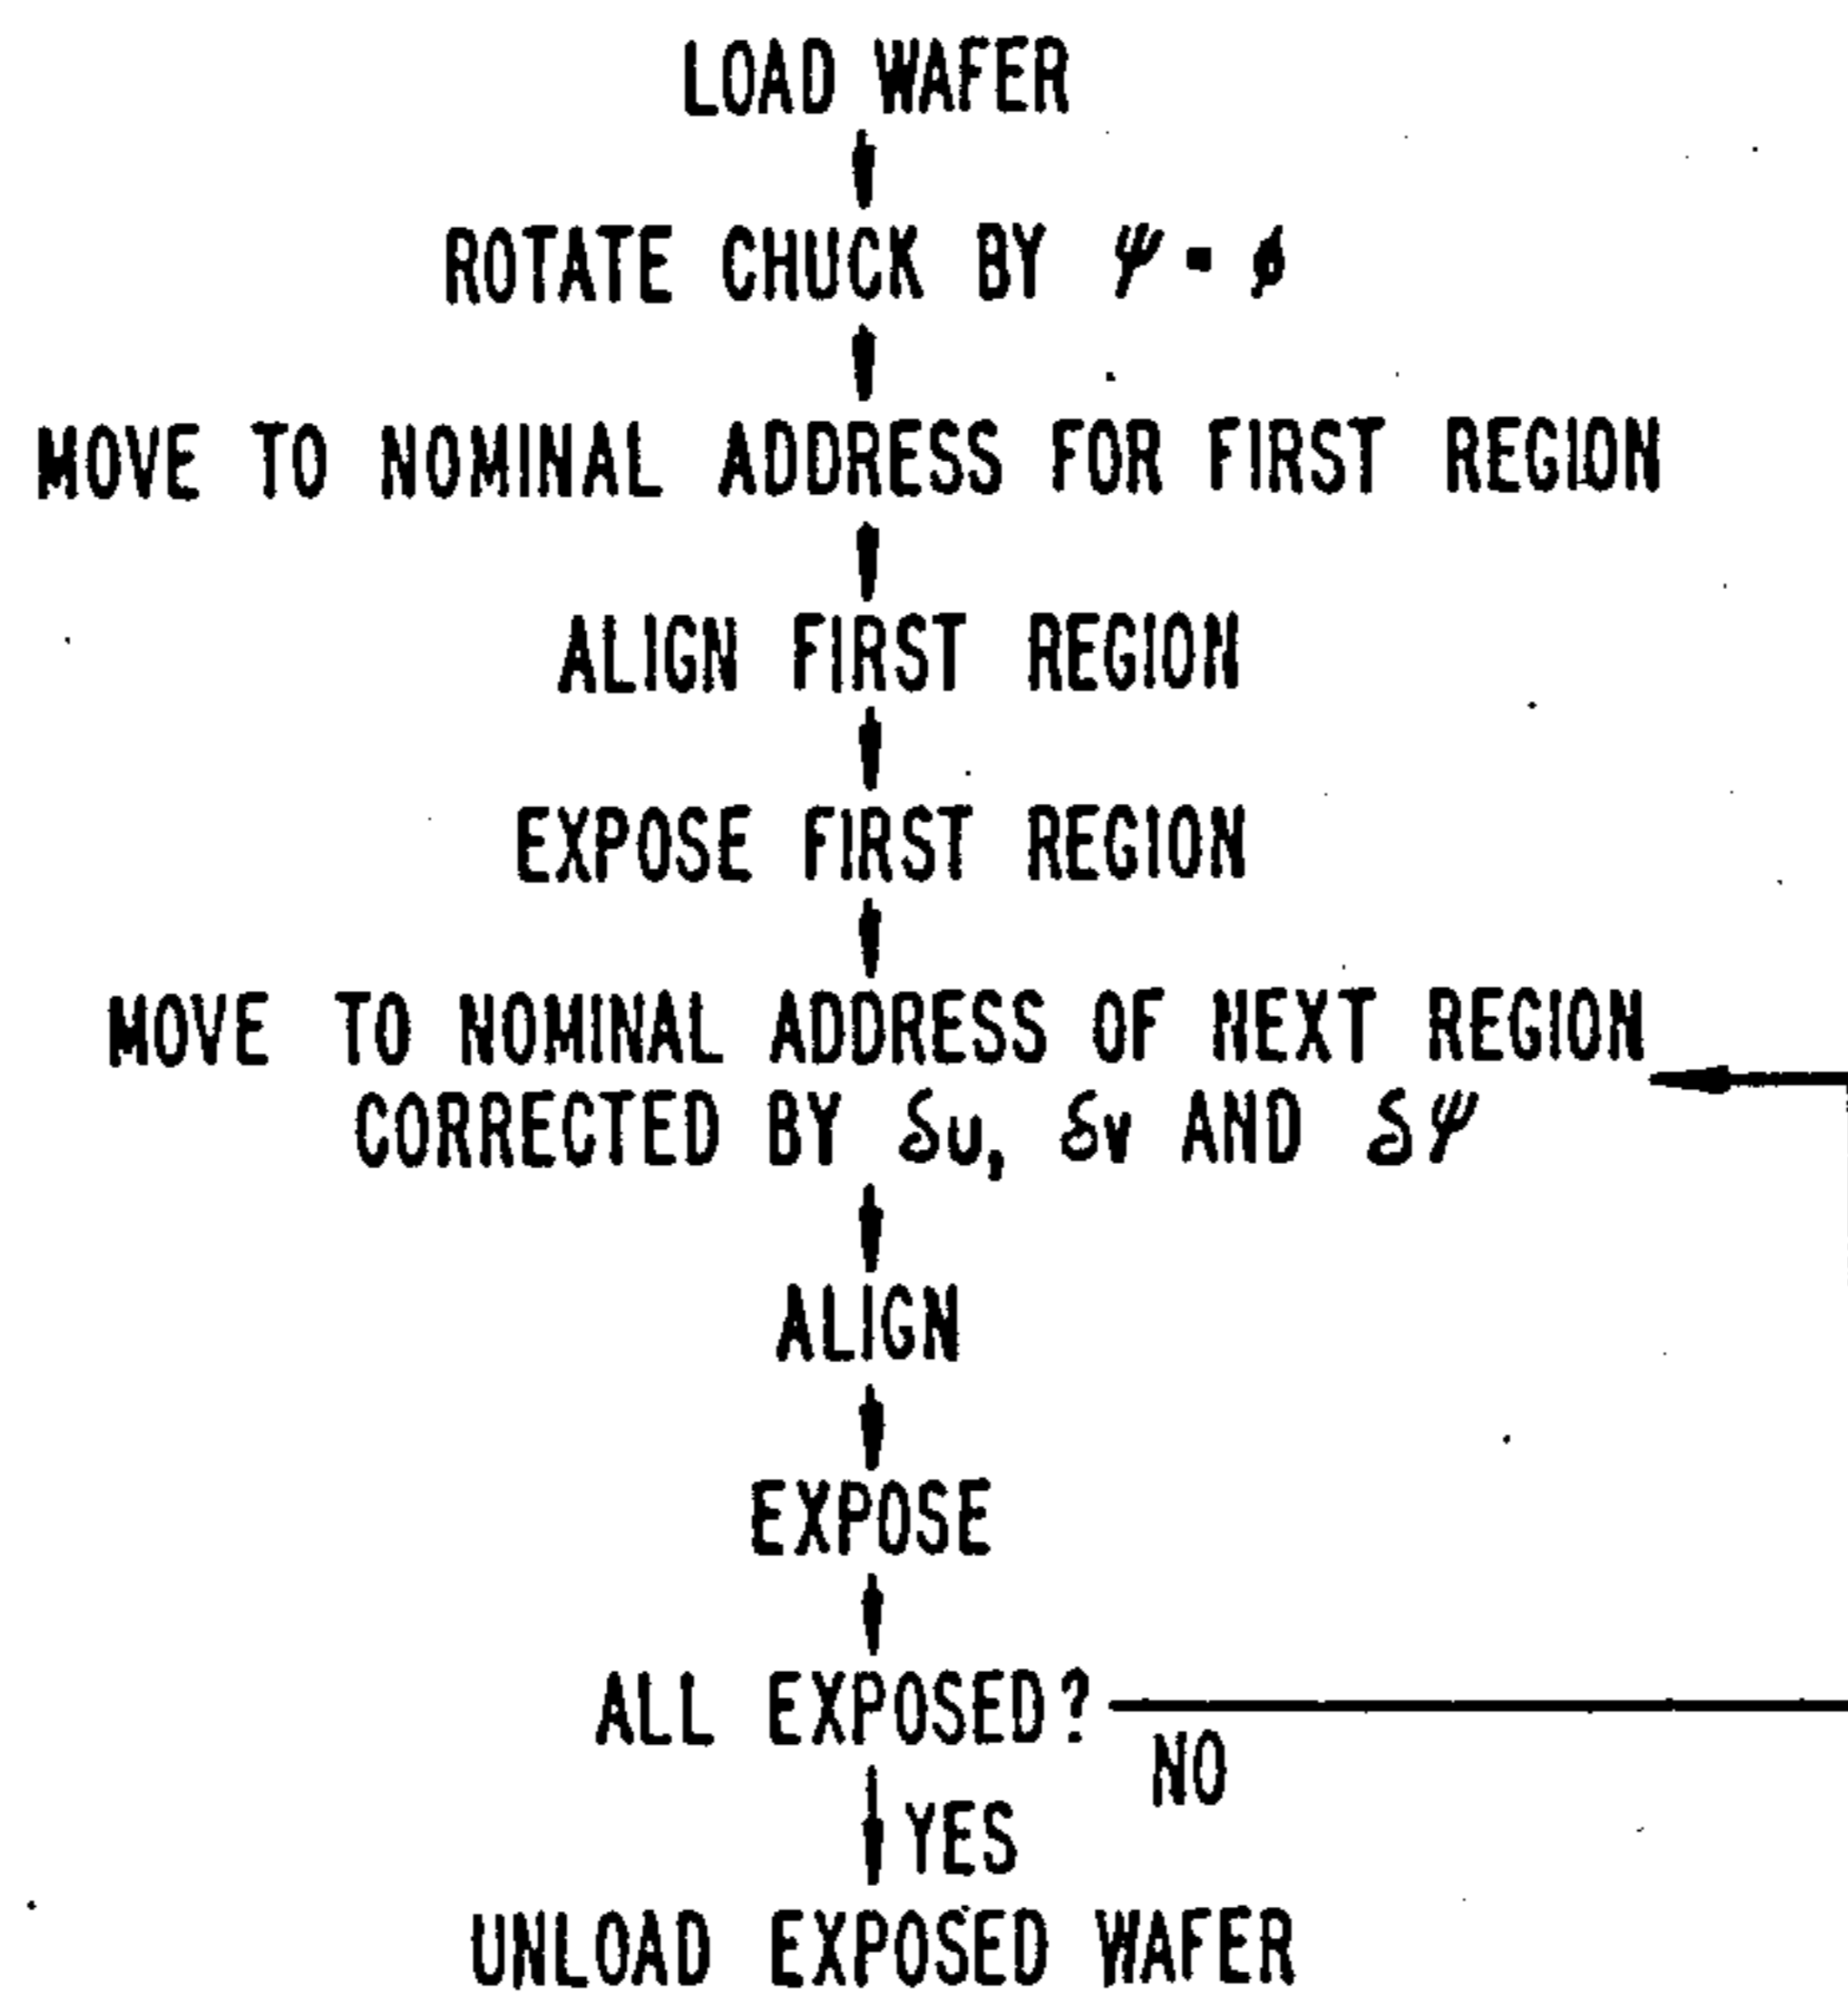 LOAD WAFER
ROTATE CHUCK BY ψ = ϕ
MOVE TO NOMINAL ADDRESS FOR FIRST REGION
ALIGN FIRST REGION
EXPOSE FIRST REGION
MOVE TO NOMINAL ADDRESS OF NEXT REGION
CORRECTED BY δu, δv AND δψ
ALIGN
EXPOSE
ALL EXPOSED?
NO
YES
UNLOAD EXPOSED WAFER